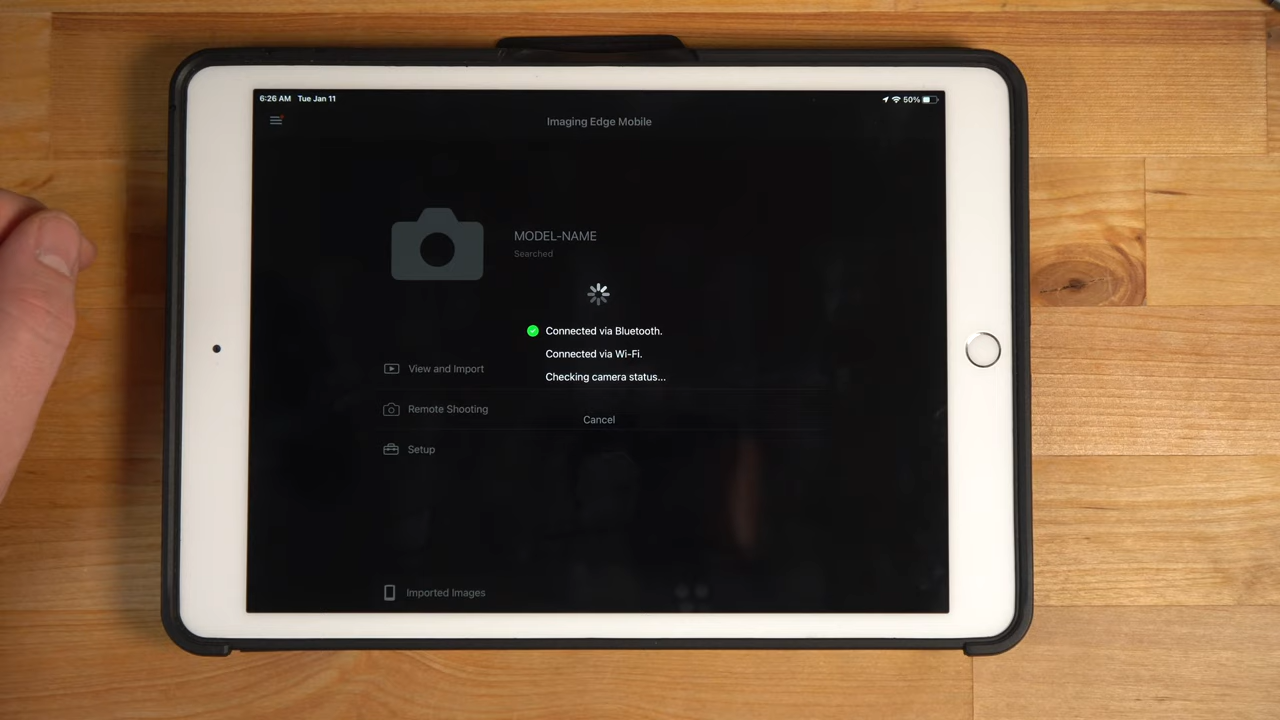 6:26 AM Tue Jan 11
50%
Imaging Edge Mobile
MODEL-NAME
Searched
Connected via Bluetooth.
Connected via Wi-Fi.
Checking camera status...
View and Import
Remote Shooting
Cancel
Setup
Imported Images